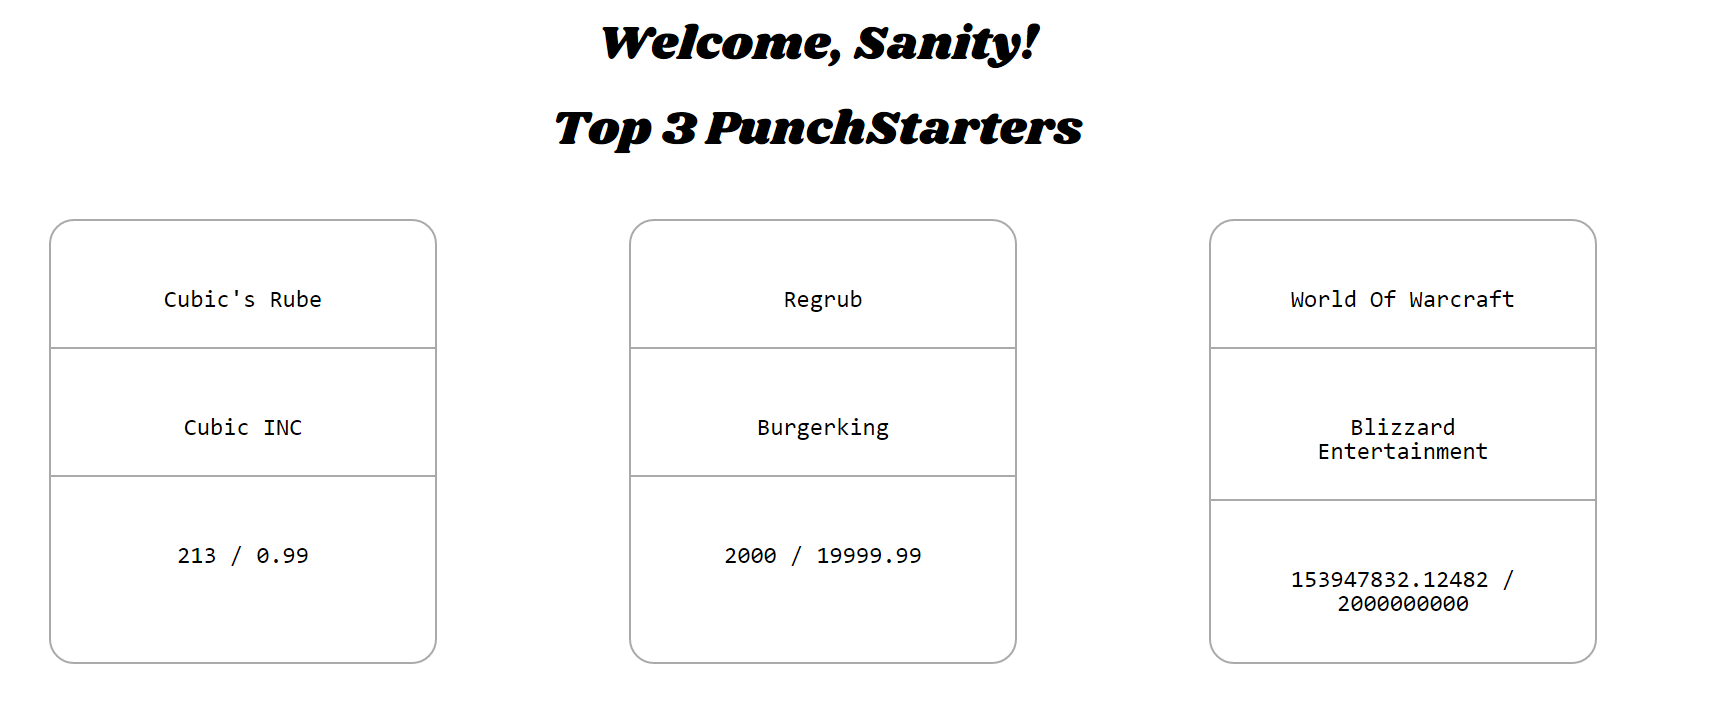 Welcome, Sanity!
Top 3 PunchStarters
Cubic's Rube
Cubic INC
213 / 0.99
Regrub
Burgerking
2000 / 19999.99
World Of Warcraft
Blizzard
Entertainment
153947832.12482 /
2000000000